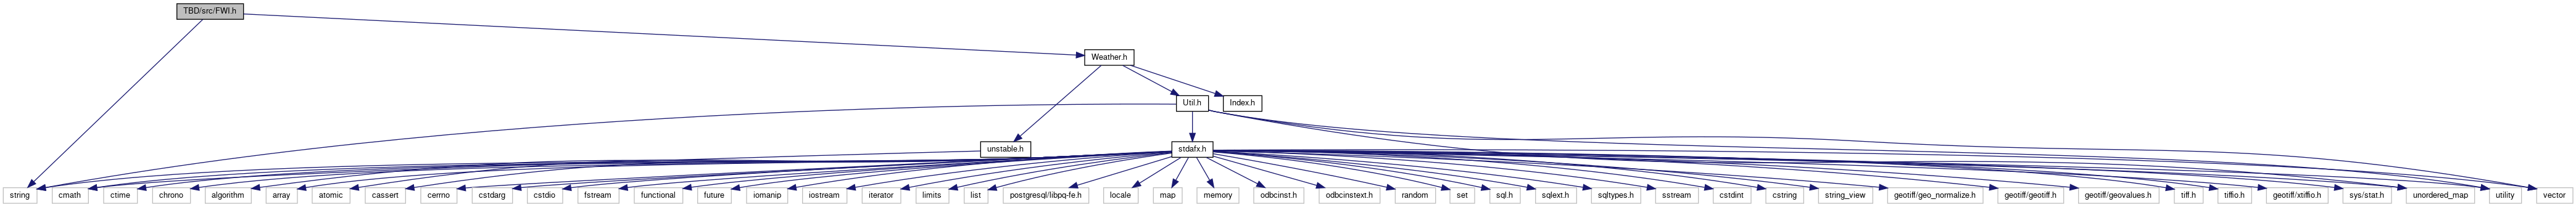 TBD/src/FWI.h
Weather.h
Util.h
Index.h
unstable.h
stdafx.h
string
cmath
ctime
chrono
algorithm
array
atomic
cassert
cerrno
cstdarg
cstdio
fstream
functional
future
iomanip
iostream
iterator
limits
list
postgresql/libpq-fe.h
locale
map
memory
odbcinst.h
odbcinstext.h
random
set
sql.h
sqlext.h
sqltypes.h
sstream
cstdint
cstring
string_view
geotiff/geo_normalize.h
geotiff/geotiff.h
geotiff/geovalues.h
tiff.h
tiffio.h
geotiff/xtiffio.h
sys/stat.h
unordered_map
utility
vector